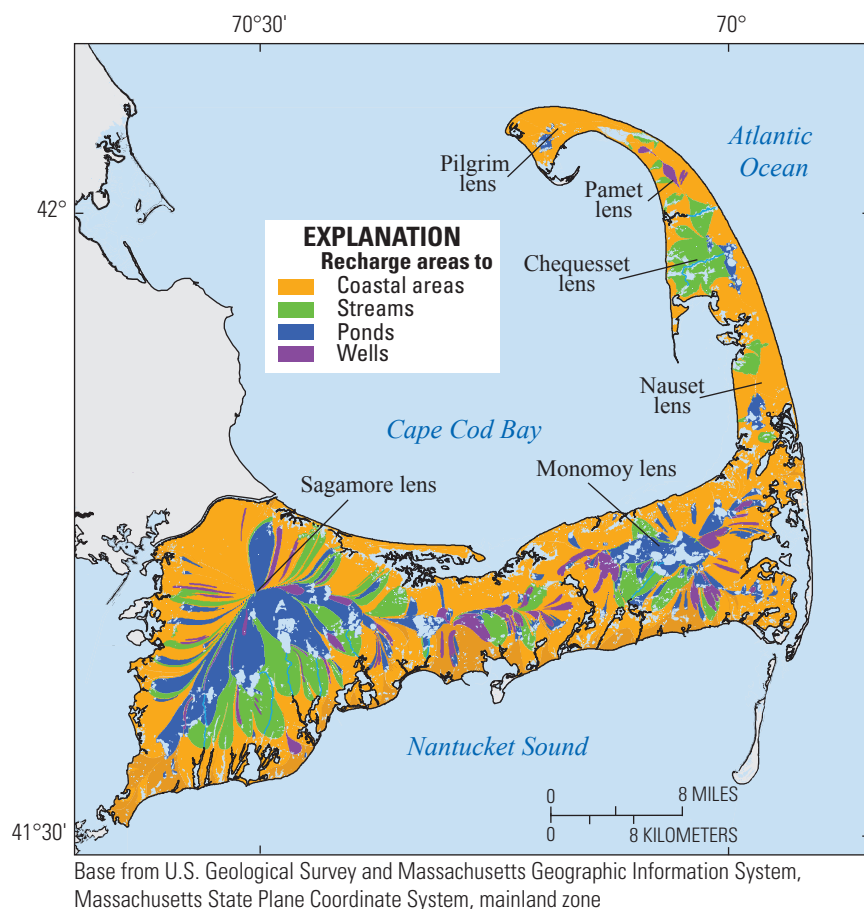 70°30'
70°
Atlantic
Ocean
Pilgrim
lens
Pamet
lens
42°
EXPLANATION
Recharge areas to
Coastal areas
Streams
Ponds
Wells
Chequesset
lens
Nauset
lens
Cape Cod Bay
Monomoy lens
Sagamore lens
Nantucket Sound
0 8 MILES
0 8 KILOMETERS
41°30'
Base from U.S. Geological Survey and Massachusetts Geographic Information System,
Massachusetts State Plane Coordinate System, mainland zone